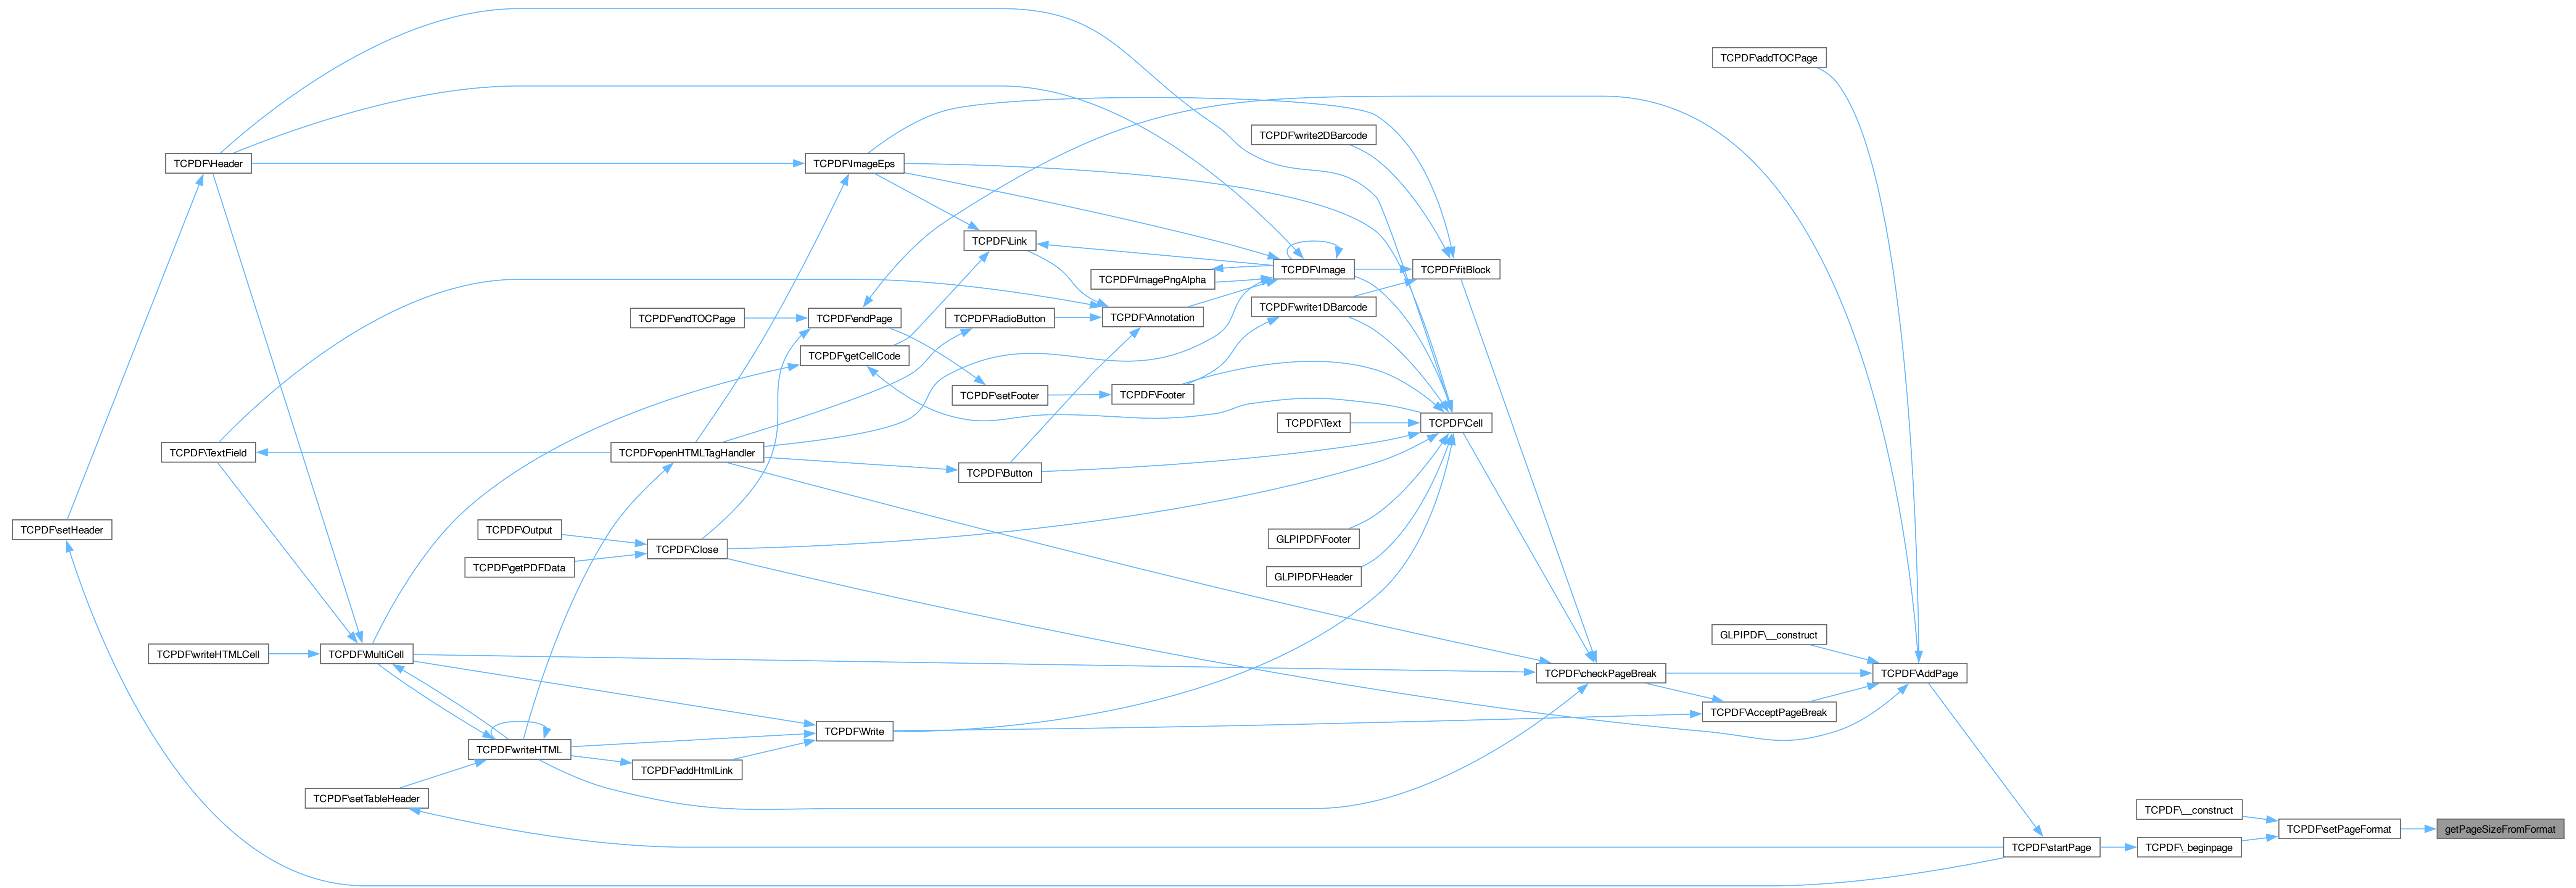 TCPDF\addTOCPage
TCPDF\write2DBarcode
TCPDF\Header
TCPDF\ImageEps
TCPDF\Link
TCPDF\Image
TCPDF\fitBlock
TCPDF\ImagePngAlpha
TCPDF\write1DBarcode
TCPDF\endTOCPage
TCPDF\endPage
TCPDF\RadioButton
TCPDF\Annotation
TCPDF\getCellCode
TCPDF\setFooter
TCPDF\Footer
TCPDF\Text
TCPDF\Cell
TCPDF\TextField
TCPDF\openHTMLTagHandler
TCPDF\Button
TCPDF\setHeader
TCPDF\Output
GLPIPDF\Footer
TCPDF\Close
TCPDF\getPDFData
GLPIPDF\Header
GLPIPDF\__construct
TCPDF\writeHTMLCell
TCPDF\MultiCell
TCPDF\checkPageBreak
TCPDF\AddPage
TCPDF\AcceptPageBreak
TCPDF\Write
TCPDF\writeHTML
TCPDF\addHtmlLink
TCPDF\setTableHeader
TCPDF\__construct
TCPDF\setPageFormat
getPageSizeFromFormat
TCPDF\startPage
TCPDF\_beginpage